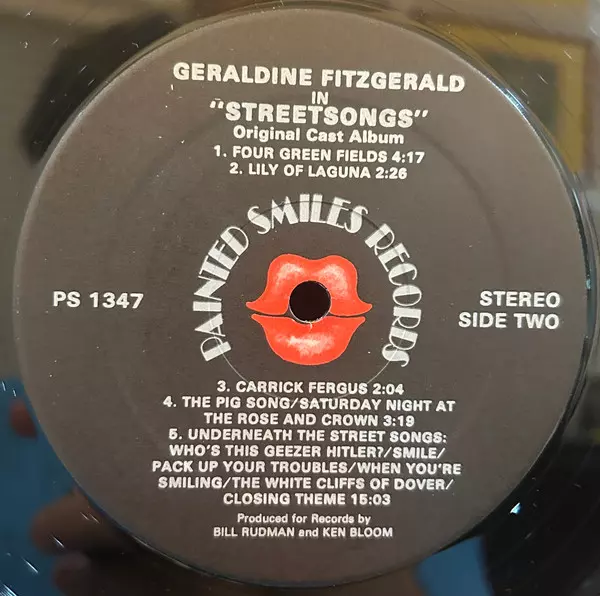 GERALDINE FITZGERALD
IN
"STREETSONGS"
Original Cast Album
1. FOUR GREEN FIELDS 4:17
2. LILY OF LAGUNA 2:26
PAINTED SMILES RECORDS
PS 1347
STEREO
SIDE TWO
3. CARRICK FERGUS 2:04
4. THE PIG SONG/SATURDAY NIGHT AT
THE ROSE AND CROWN 3:19
5. UNDERNEATH THE STREET SONGS:
WHO'S THIS GEEZER HITLER?/SMILE/
PACK UP YOUR TROUBLES/WHEN YOU'RE
SMILING/THE WHITE CLIFFS OF DOVER/
CLOSING THEME 15:03
Produced for Records by
BILL RUDMAN and KEN BLOOM